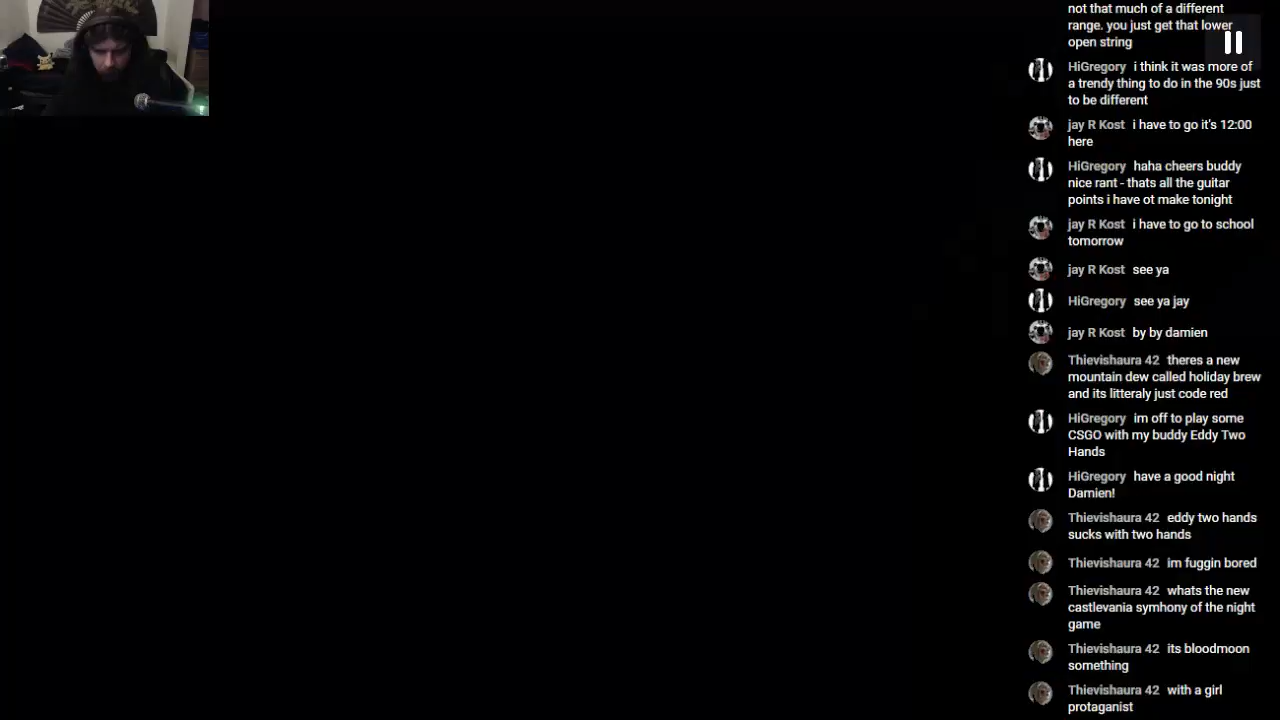 not that much of a different
range. you just get that lower
open string
HiGregory i think it was more of
a trendy thing to do in the 90s just
to be different
jay R Kost i have to go it's 12:00
here
HiGregory haha cheers buddy
nice rant - thats all the guitar
points i have ot make tonight
jay R Kost i have to go to school
tomorrow
jay R Kost see ya
HiGregory see ya jay
jay R Kost by by damien
Thievishaura 42 theres a new
mountain dew called holiday brew
and its litteraly just code red
HiGregory im off to play some
CSGO with my buddy Eddy Two
Hands
HiGregory have a good night
Damien!
Thievishaura 42 eddy two hands
sucks with two hands
Thievishaura 42 im fuggin bored
Thievishaura 42 whats the new
castlevania symhony of the night
game
Thievishaura 42 its bloodmoon
something
Thievishaura 42 with a girl
protaganist